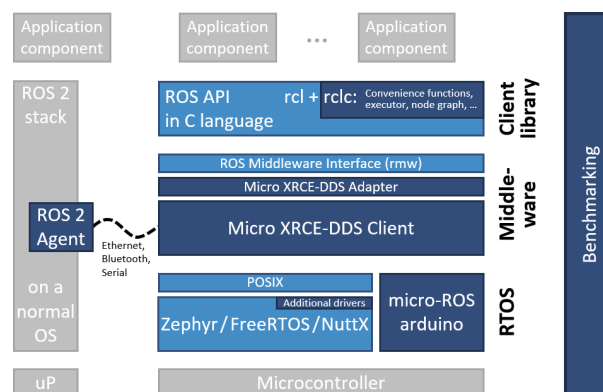 Application
component
Application
component
...
Application
component
ROS 2
stack
ROS API
in C language
rcl + rclc:
Convenience functions,
executor, node graph, ...
Client
library
ROS Middleware Interface (rmw)
Micro XRCE-DDS Adapter
Micro XRCE-DDS Client
Middle-
ware
ROS 2
Agent
Ethernet,
Bluetooth,
Serial
on a
normal
OS
POSIX
Additional drivers
Zephyr/FreeRTOS/NuttX
micro-ROS
arduino
RTOS
uP
Microcontroller
Benchmarking